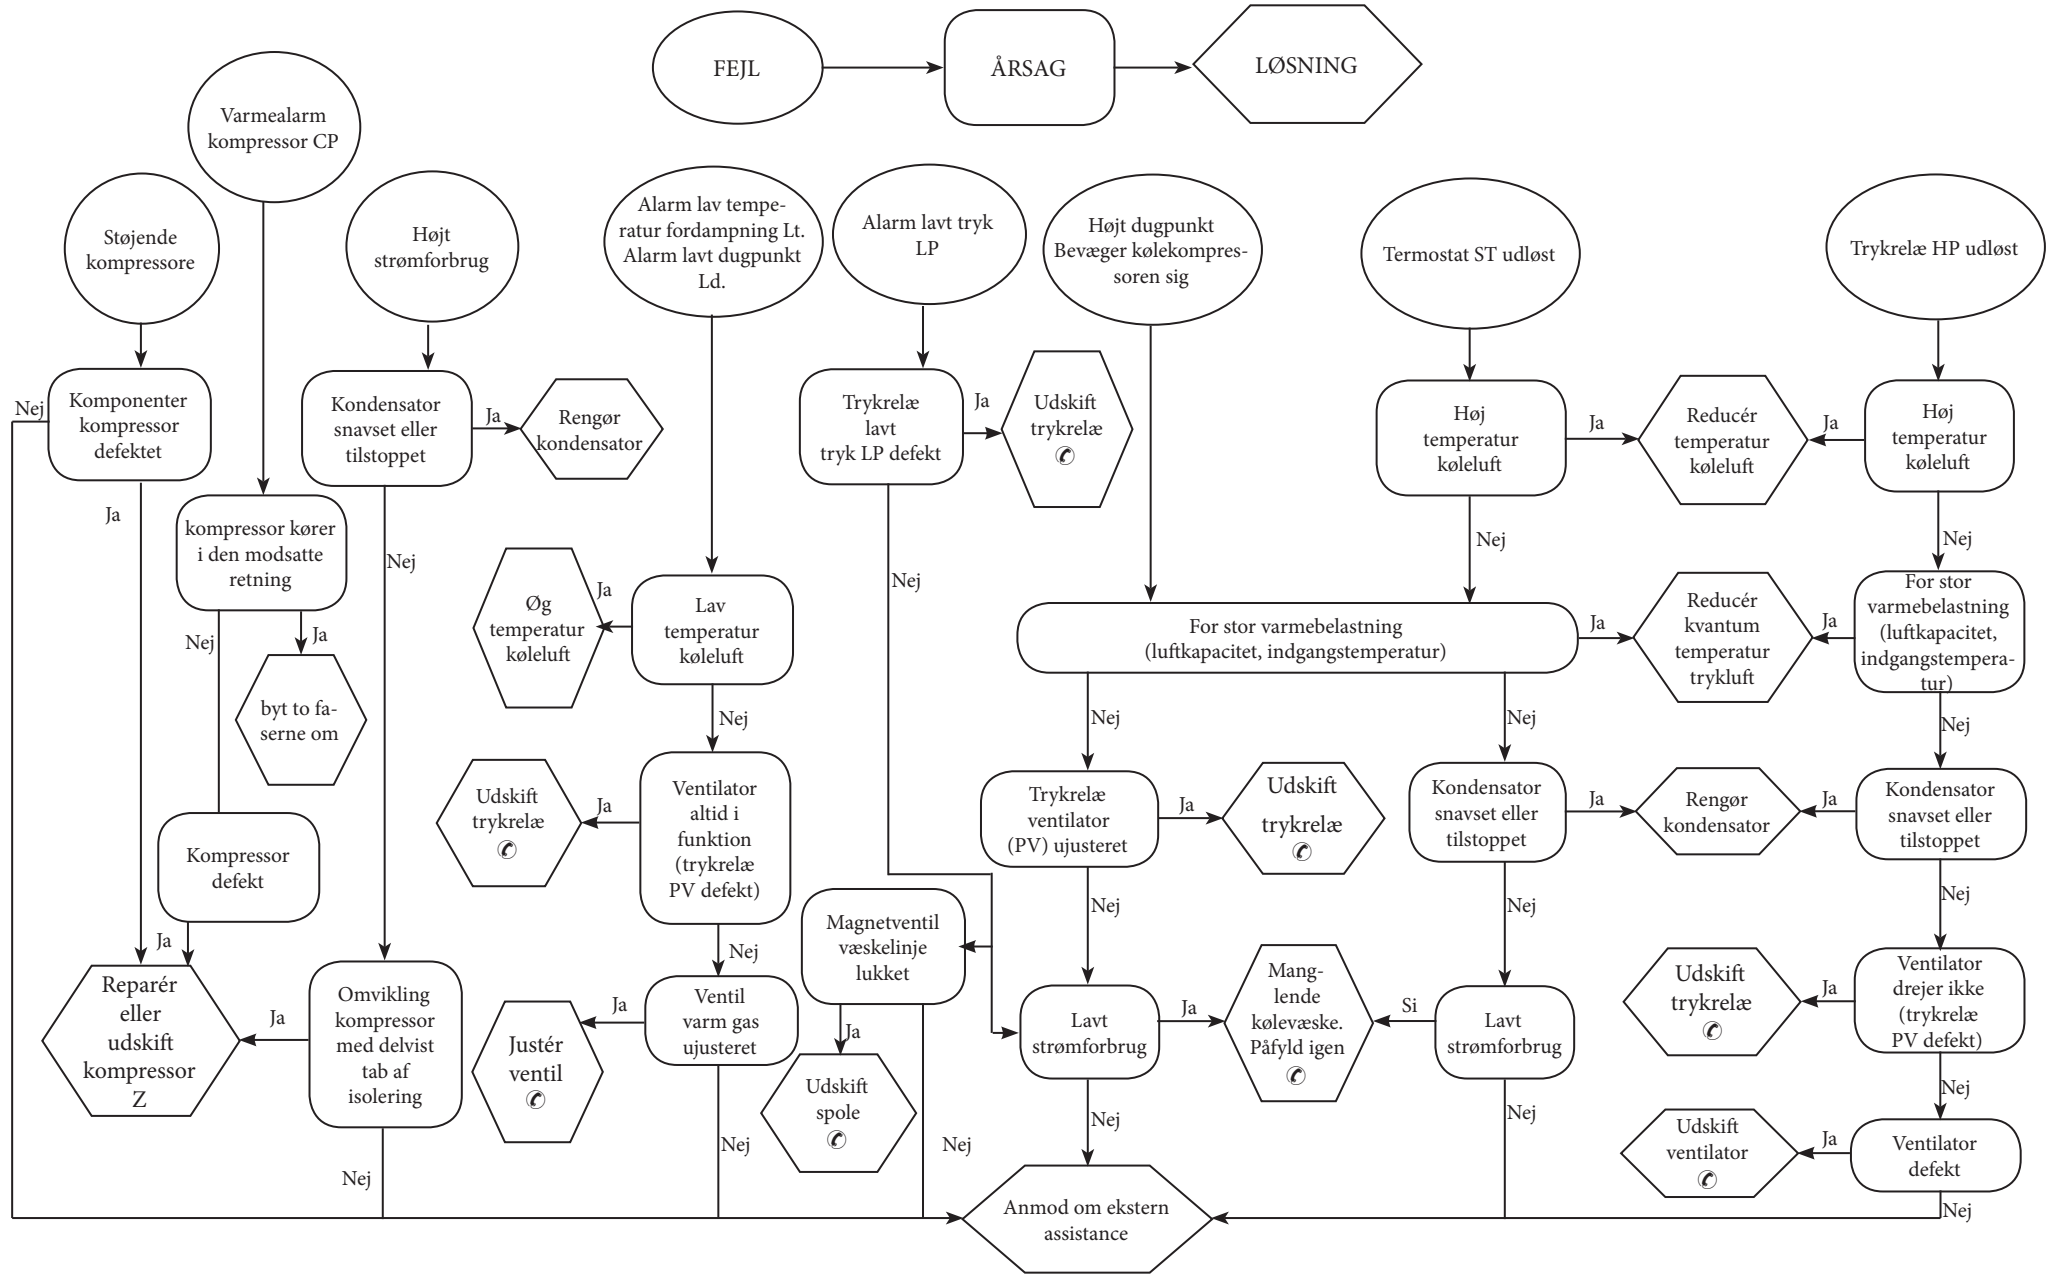 FEJL
ÅRSAG
LØSNING
Varmealarm
kompressor CP
Støjende
kompressore
Højt
strømforbrug
Alarm lav tempe-
ratur fordampning Lt.
Alarm lavt dugpunkt
Ld.
Alarm lavt tryk
LP
Højt dugpunkt
Bevæger kølekompres-
soren sig
Termostat ST udløst
Trykrelæ HP udløst
Nej
Komponenter
kompressor
defektet
Ja
Kondensator
snavset eller
tilstoppet
Ja
Rengør
kondensator
Nej
Trykrelæ
lavt
tryk LP defekt
Ja
Udskift
trykrelæ
✆
Nej
Høj
temperatur
køleluft
Ja
Reducér
temperatur
køleluft
Ja
Høj
temperatur
køleluft
Nej
Nej
kompressor kører
i den modsatte
retning
Nej
Ja
byt to fa-
serne om
Kompressor
defekt
Ja
Øg
temperatur
køleluft
Ja
Lav
temperatur
køleluft
Nej
For stor varmebelastning
(luftkapacitet, indgangstemperatur)
Ja
Reducér
kvantum
temperatur
trykluft
Ja
For stor
varmebelastning
(luftkapacitet,
indgangstempera-
tur)
Nej
Nej
Nej
Udskift
trykrelæ
✆
Ja
Ventilator
altid i
funktion
(trykrelæ
PV defekt)
Nej
Trykrelæ
ventilator
(PV) ujusteret
Ja
Udskift
trykrelæ
✆
Nej
Kondensator
snavset eller
tilstoppet
Ja
Rengør
kondensator
Ja
Kondensator
snavset eller
tilstoppet
Nej
Nej
Magnetventil
væskelinje
lukket
Ja
Udskift
spole
✆
Nej
Reparér
eller
udskift
kompressor
Z
Ja
Omvikling
kompressor
med delvist
tab af
isolering
Nej
Justér
ventil
✆
Ja
Ventil
varm gas
ujusteret
Nej
Lavt
strømforbrug
Ja
Mang-
lende
kølevæske.
Påfyld igen
✆
Si
Lavt
strømforbrug
Nej
Nej
Udskift
trykrelæ
✆
Ja
Ventilator
drejer ikke
(trykrelæ
PV defekt)
Nej
Udskift
ventilator
✆
Ja
Ventilator
defekt
Nej
Anmod om ekstern
assistance